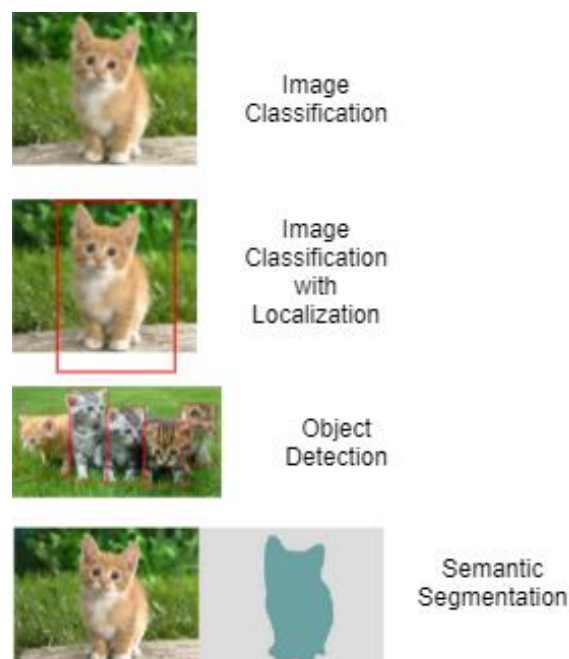 Image
Classification
Image
Classification
with
Localization
Object
Detection
Semantic
Segmentation